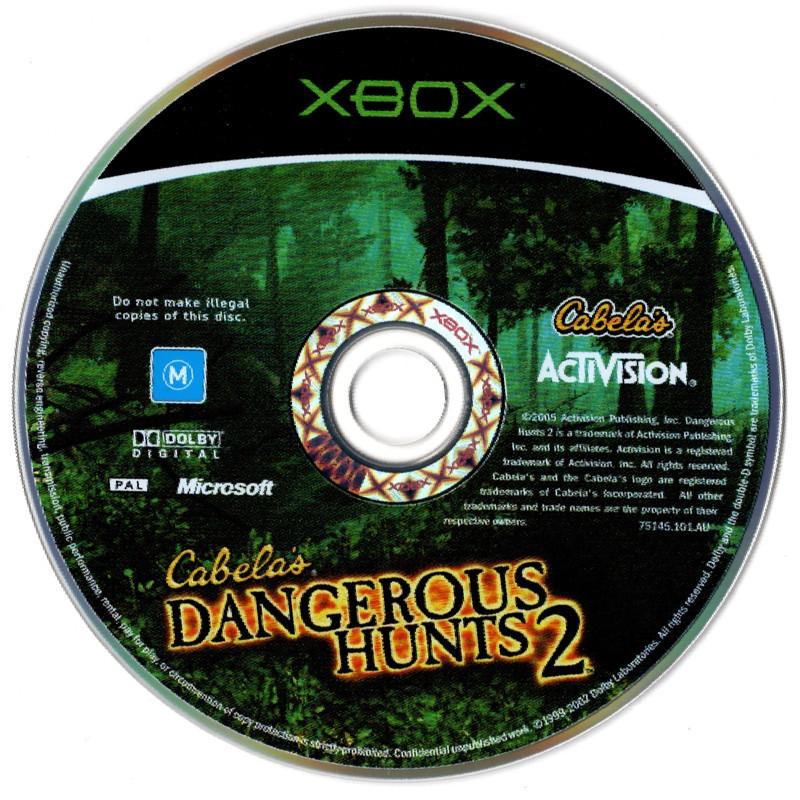 XBOX
Do not make illegal
copies of this disc.
M
DOLBY
DIGITAL
PAL
Microsoft
XBOX
Cabela's
ACTIVISION®
©2005 Activision Publishing, Inc. Dangerous
Hunts 2 is a trademark of Activision Publishing
Inc. and its affiliates. Activision is a registered
trademark of Activision, Inc. All rights reserved.
Cabela's and the Cabela's logo are registered
trademarks of Cabela's Incorporated. All other
trademarks and trade names are the property of their
respective owners.
75145.101.AU
Cabela's
DANGEROUS
HUNTS 2
Unauthorized copying, reverse engineering, transmission, public performance, rental, pay for play, or circumvention of copy protection is strictly prohibited. Confidential unpublished work. ©1999-2002 Dolby Laboratories. All rights reserved. Dolby and the double-D symbol are trademarks of Dolby Laboratories.